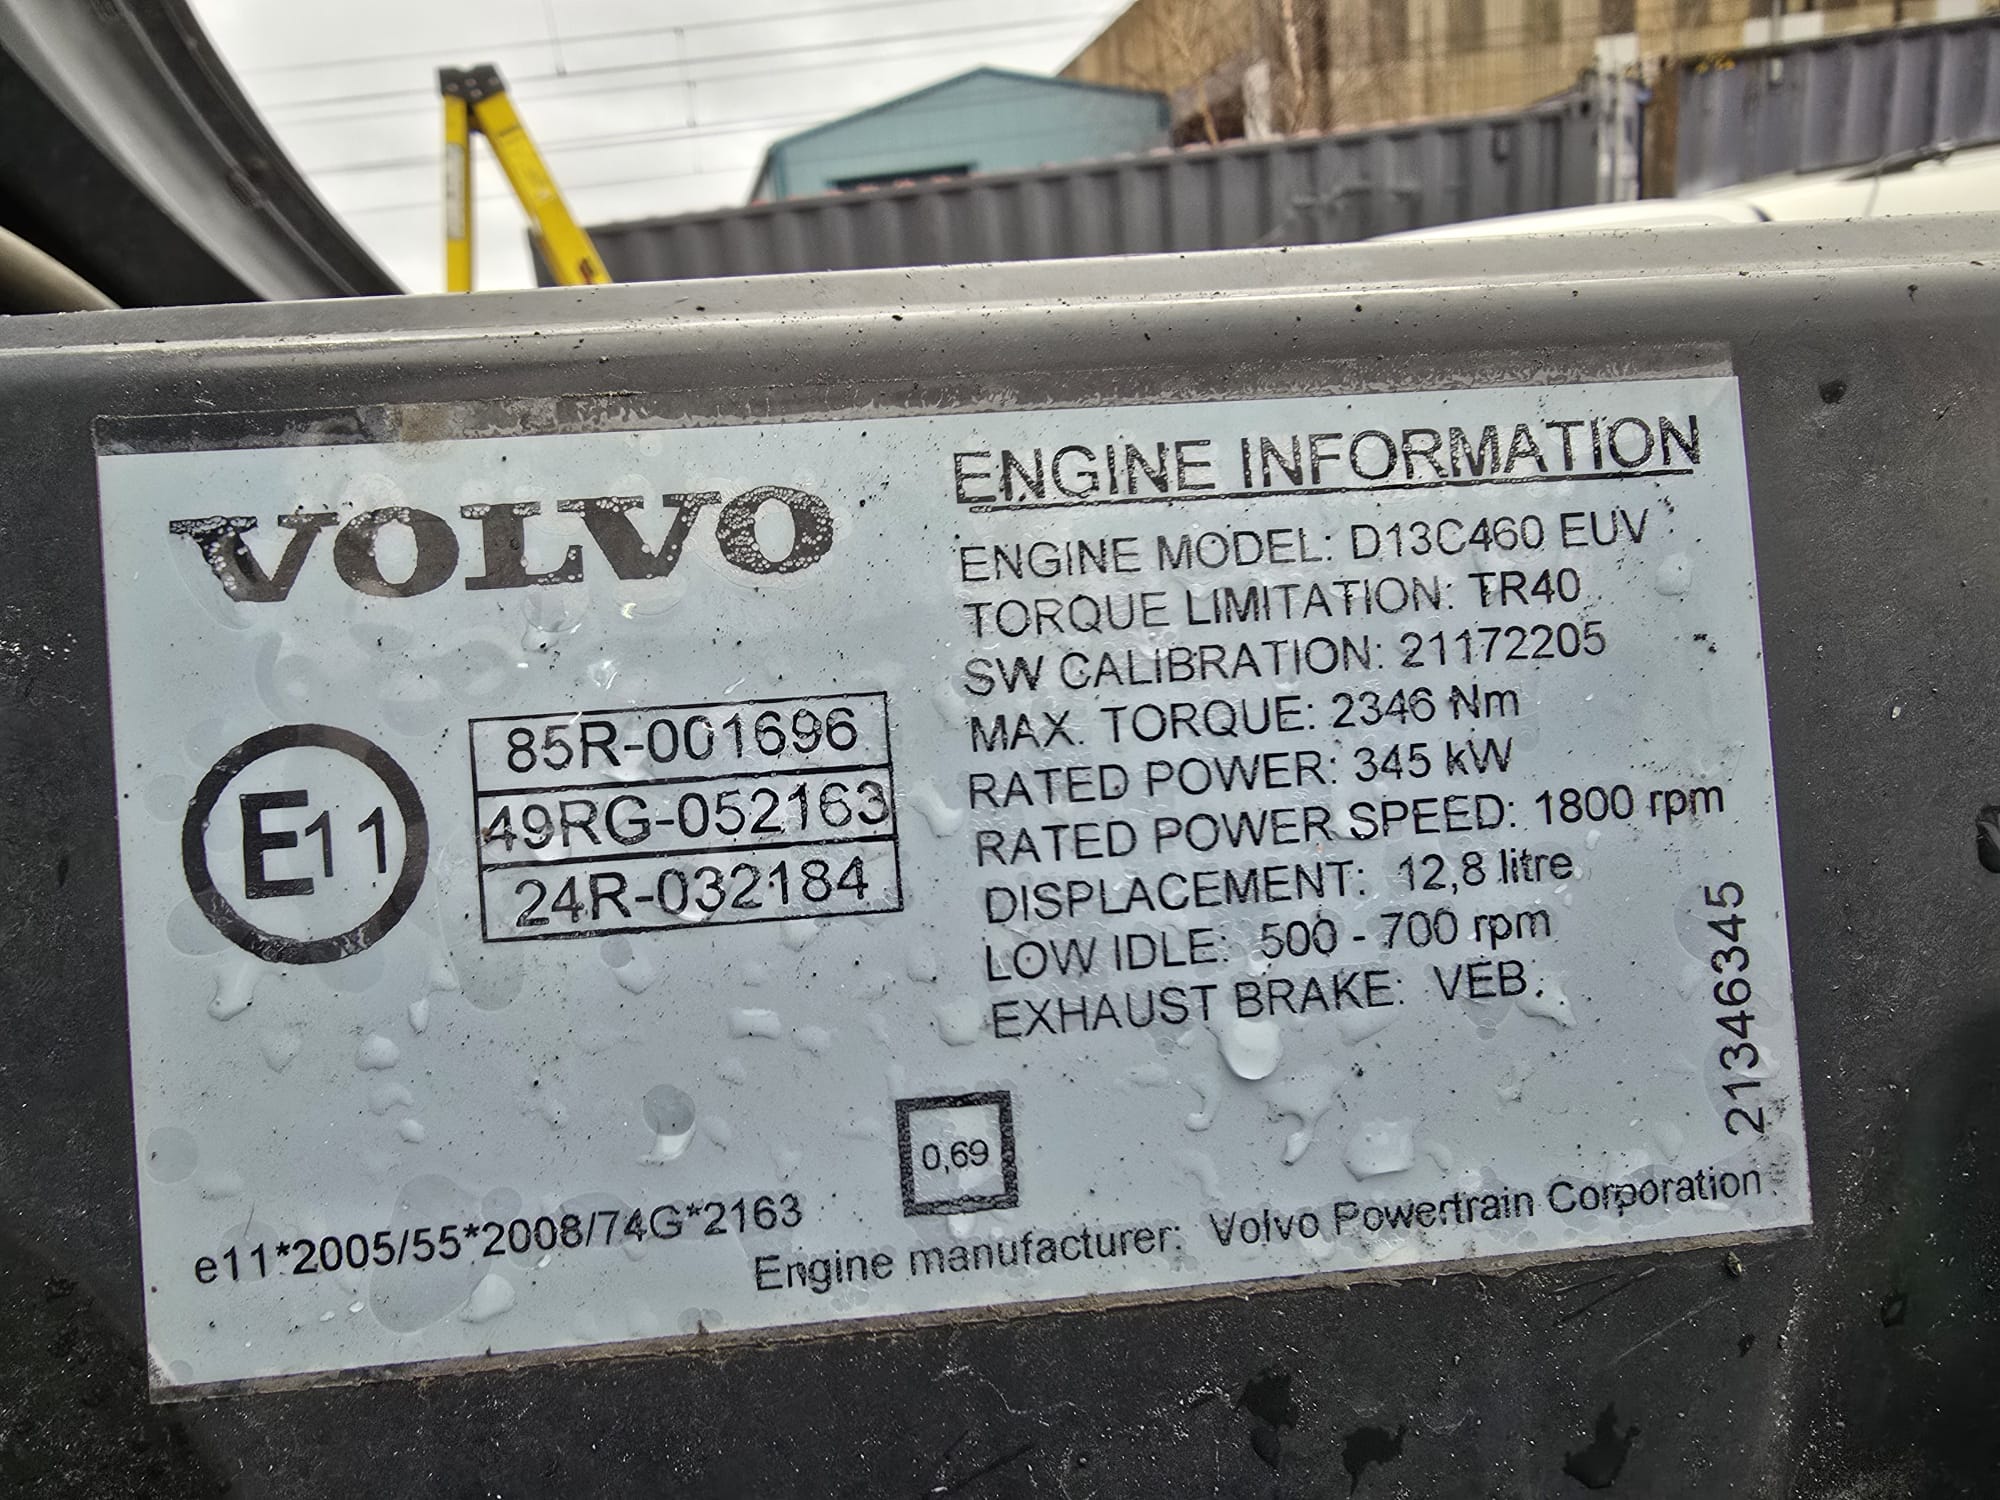 VOLVO
E11
85R-001696
49RG-052163
24R-032184
ENGINE INFORMATION
ENGINE MODEL: D13C460 EUV
TORQUE LIMITATION: TR40
SW CALIBRATION: 21172205
MAX. TORQUE: 2346 Nm
RATED POWER: 345 kW
RATED POWER SPEED: 1800 rpm
DISPLACEMENT: 12,8 litre
LOW IDLE: 500 - 700 rpm
EXHAUST BRAKE: VEB
21346345
0,69
e11*2005/55*2008/74G*2163
Engine manufacturer: Volvo Powertrain Corporation